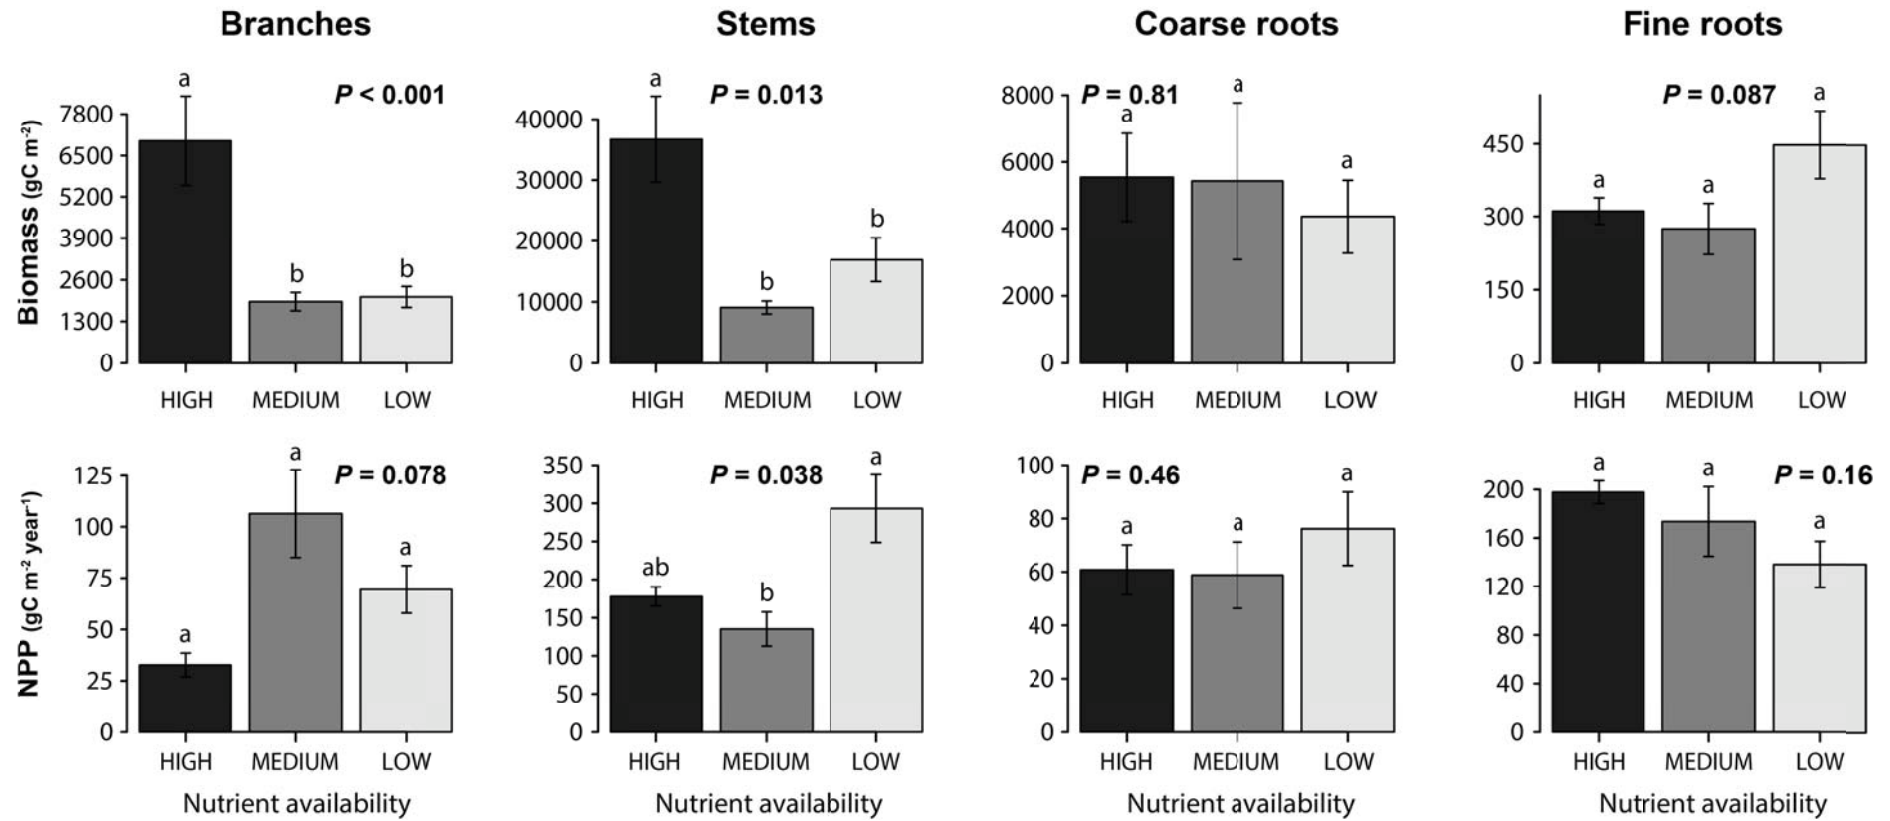 Branches
Stems
Coarse roots
Fine roots
Biomass (gC m⁻²)
7800
6500
5200
3900
2600
1300
0
P < 0.001
a
b
b
HIGH MEDIUM LOW
40000
30000
20000
10000
0
P = 0.013
a
b
b
HIGH MEDIUM LOW
8000
6000
4000
2000
0
P = 0.81
a
a
a
HIGH MEDIUM LOW
450
300
150
0
P = 0.087
a
a
a
HIGH MEDIUM LOW
NPP (gC m⁻² year⁻¹)
125
100
75
50
25
0
P = 0.078
a
a
a
HIGH MEDIUM LOW
Nutrient availability
350
300
250
200
150
100
50
0
P = 0.038
ab
b
a
HIGH MEDIUM LOW
Nutrient availability
100
80
60
40
20
0
P = 0.46
a
a
a
HIGH MEDIUM LOW
Nutrient availability
200
160
120
80
40
0
P = 0.16
a
a
a
HIGH MEDIUM LOW
Nutrient availability